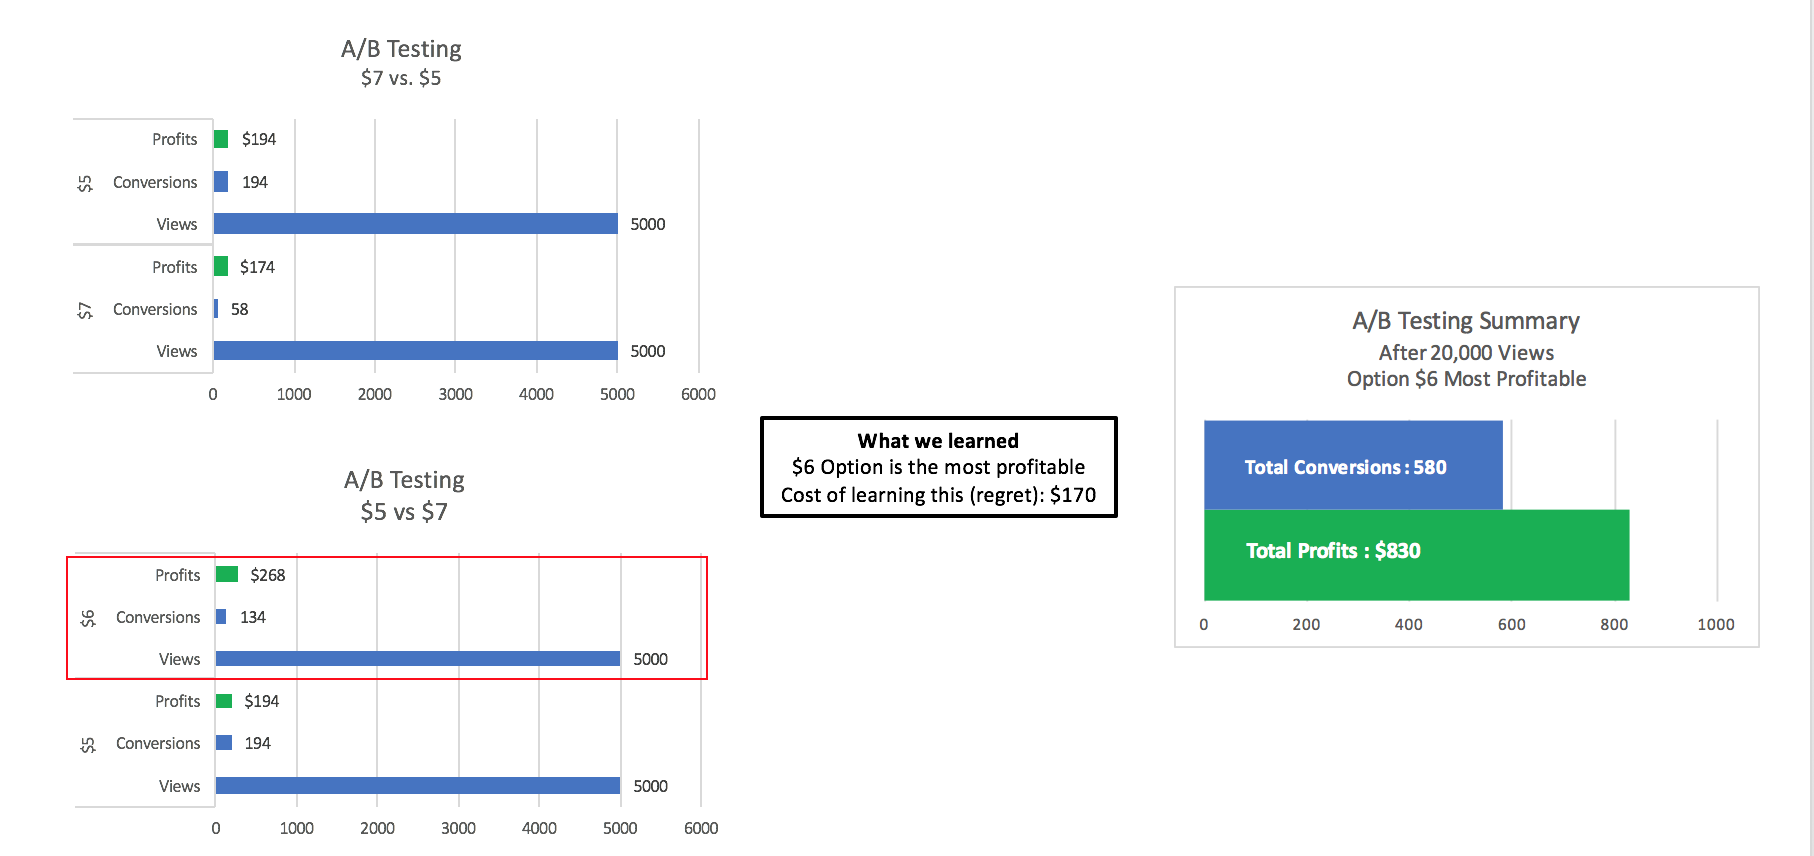 A/B Testing
$7 vs. $5
$5
Profits
$194
Conversions
194
Views
5000
$7
Profits
$174
Conversions
58
Views
5000
0 1000 2000 3000 4000 5000 6000
A/B Testing
$5 vs $7
$6
Profits
$268
Conversions
134
Views
5000
$5
Profits
$194
Conversions
194
Views
5000
0 1000 2000 3000 4000 5000 6000
What we learned
$6 Option is the most profitable
Cost of learning this (regret): $170
A/B Testing Summary
After 20,000 Views
Option $6 Most Profitable
Total Conversions : 580
Total Profits : $830
0 200 400 600 800 1000